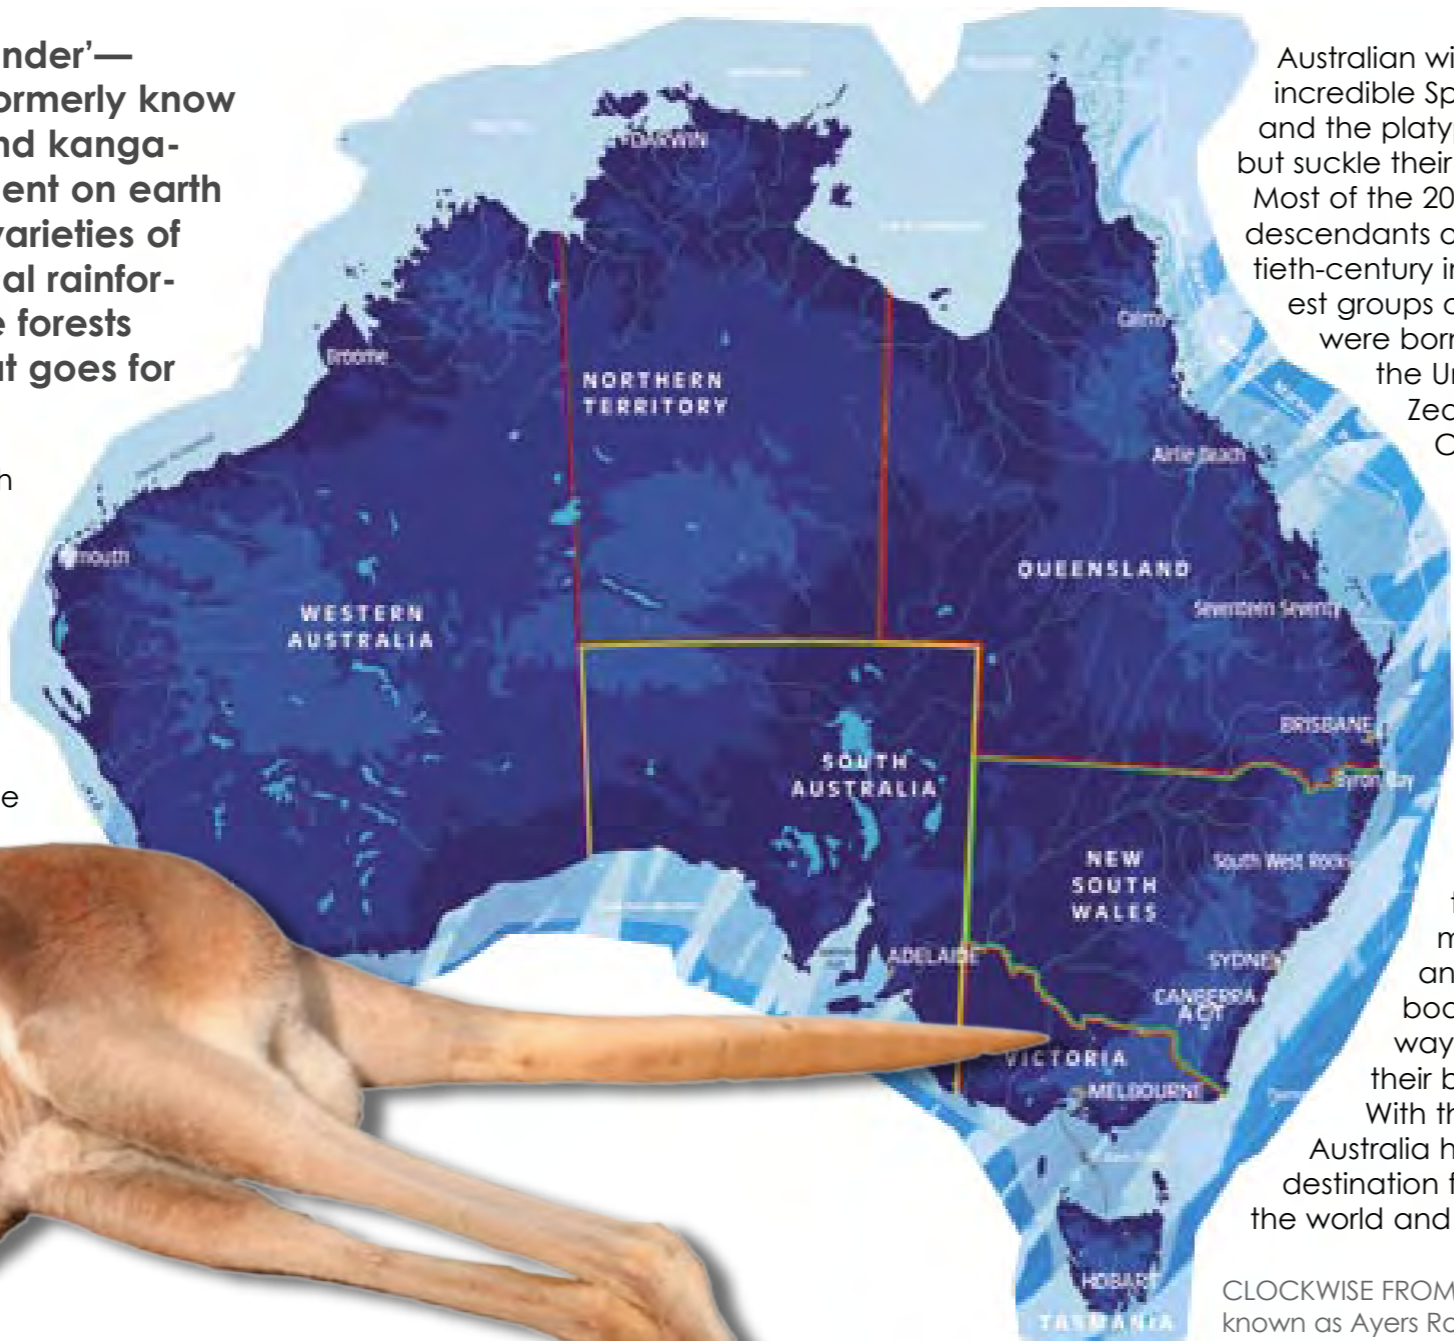 nder’—
ormerly know
nd kanga-
ent on earth
varieties of
al rainfor-
e forests
at goes for
n
e
DARWIN
Broome
NORTHERN
TERRITORY
Cairns
Airlie Beach
mouth
WESTERN
AUSTRALIA
QUEENSLAND
Seventeen Seventy
BRISBANE
Byron Bay
SOUTH
AUSTRALIA
NEW
SOUTH
WALES
South West Rocks
ADELAIDE
SYDNEY
CANBERRA
ACT
VICTORIA
MELBOURNE
HOBART
TASMANIA
Australian wi
incredible Sp
and the platyp
but suckle their
Most of the 20
descendants o
tieth-century in
est groups o
were born
the Un
Zea
t
m
an
boo
way
their b
With th
Australia h
destination f
the world and
CLOCKWISE FROM
known as Ayers Ro